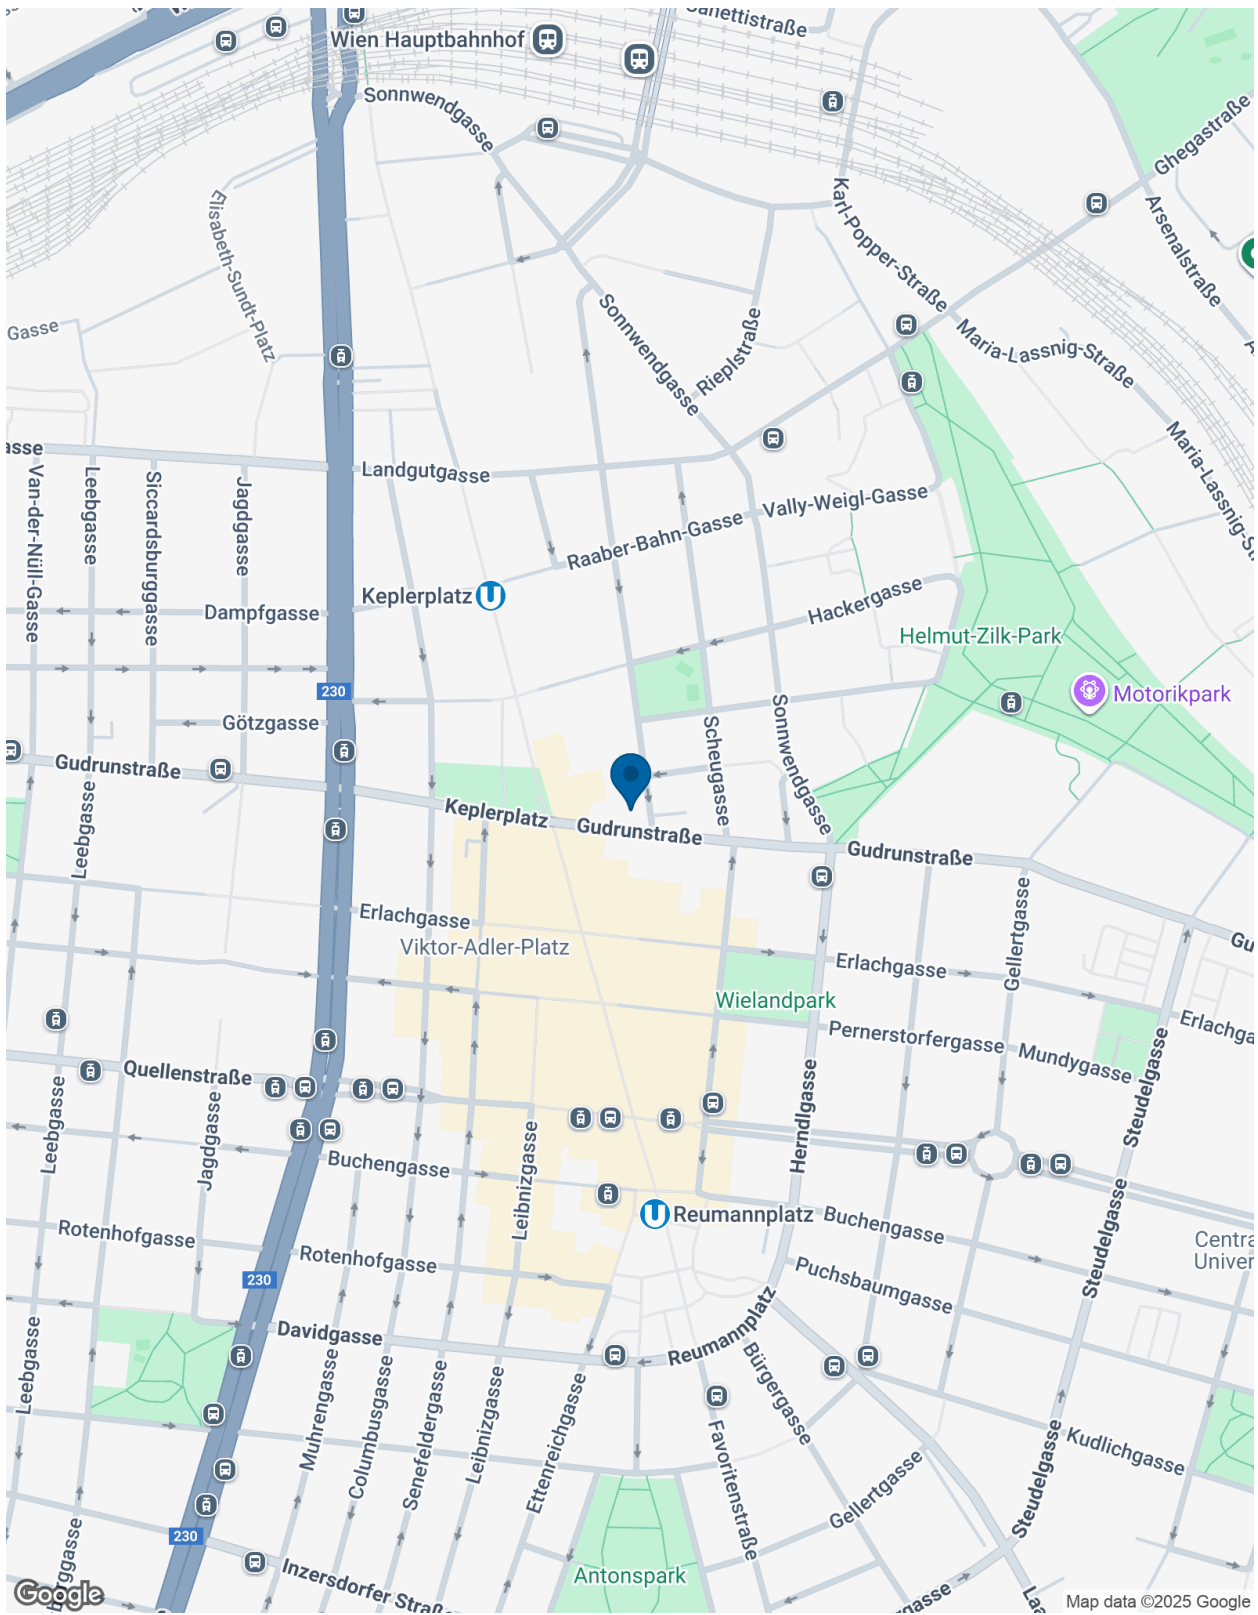 Canettistraße
Wien Hauptbahnhof
Sonnwendgasse
Ghegastraße
Karl-Popper-Straße
Arsenalstraße
Elisabeth-Sundt-Platz
Gasse
Sonnwendgasse
Rieplstraße
Maria-Lassnig-Straße
asse
Landgutgasse
Maria-Lassnig-Str
Van-der-Nüll-Gasse
Leebgasse
Siccardsburggasse
Jagdgasse
Vally-Weigl-Gasse
Raaber-Bahn-Gasse
Keplerplatz
Dampfgasse
Hackergasse
Helmut-Zilk-Park
230
Motorikpark
Götzgasse
Sonnwendgasse
Scheugasse
Gudrunstraße
Keplerplatz
Gudrunstraße
Gudrunstraße
Leebgasse
Gellertgasse
Gu
Erlachgasse
Viktor-Adler-Platz
Erlachgasse
Wielandpark
Erlachga
Pernerstorfergasse
Mundygasse
Quellenstraße
Steudelgasse
Leebgasse
Jagdgasse
Herndlgasse
Leibnizgasse
Buchengasse
Reumannplatz
Buchengasse
Steudelgasse
Rotenhofgasse
Rotenhofgasse
Centra
Univer
230
Puchsbaumgasse
Davidgasse
Reumannplatz
Leebgasse
Muhrengasse
Columbusgasse
Senefeldergasse
Leibnizgasse
Ettenreichgasse
Bürgergasse
Favoritenstraße
Kudlichgasse
Gellertgasse
Steudelgasse
230
Inzersdorfer Straß
Antonspark
Google
Map data ©2025 Google